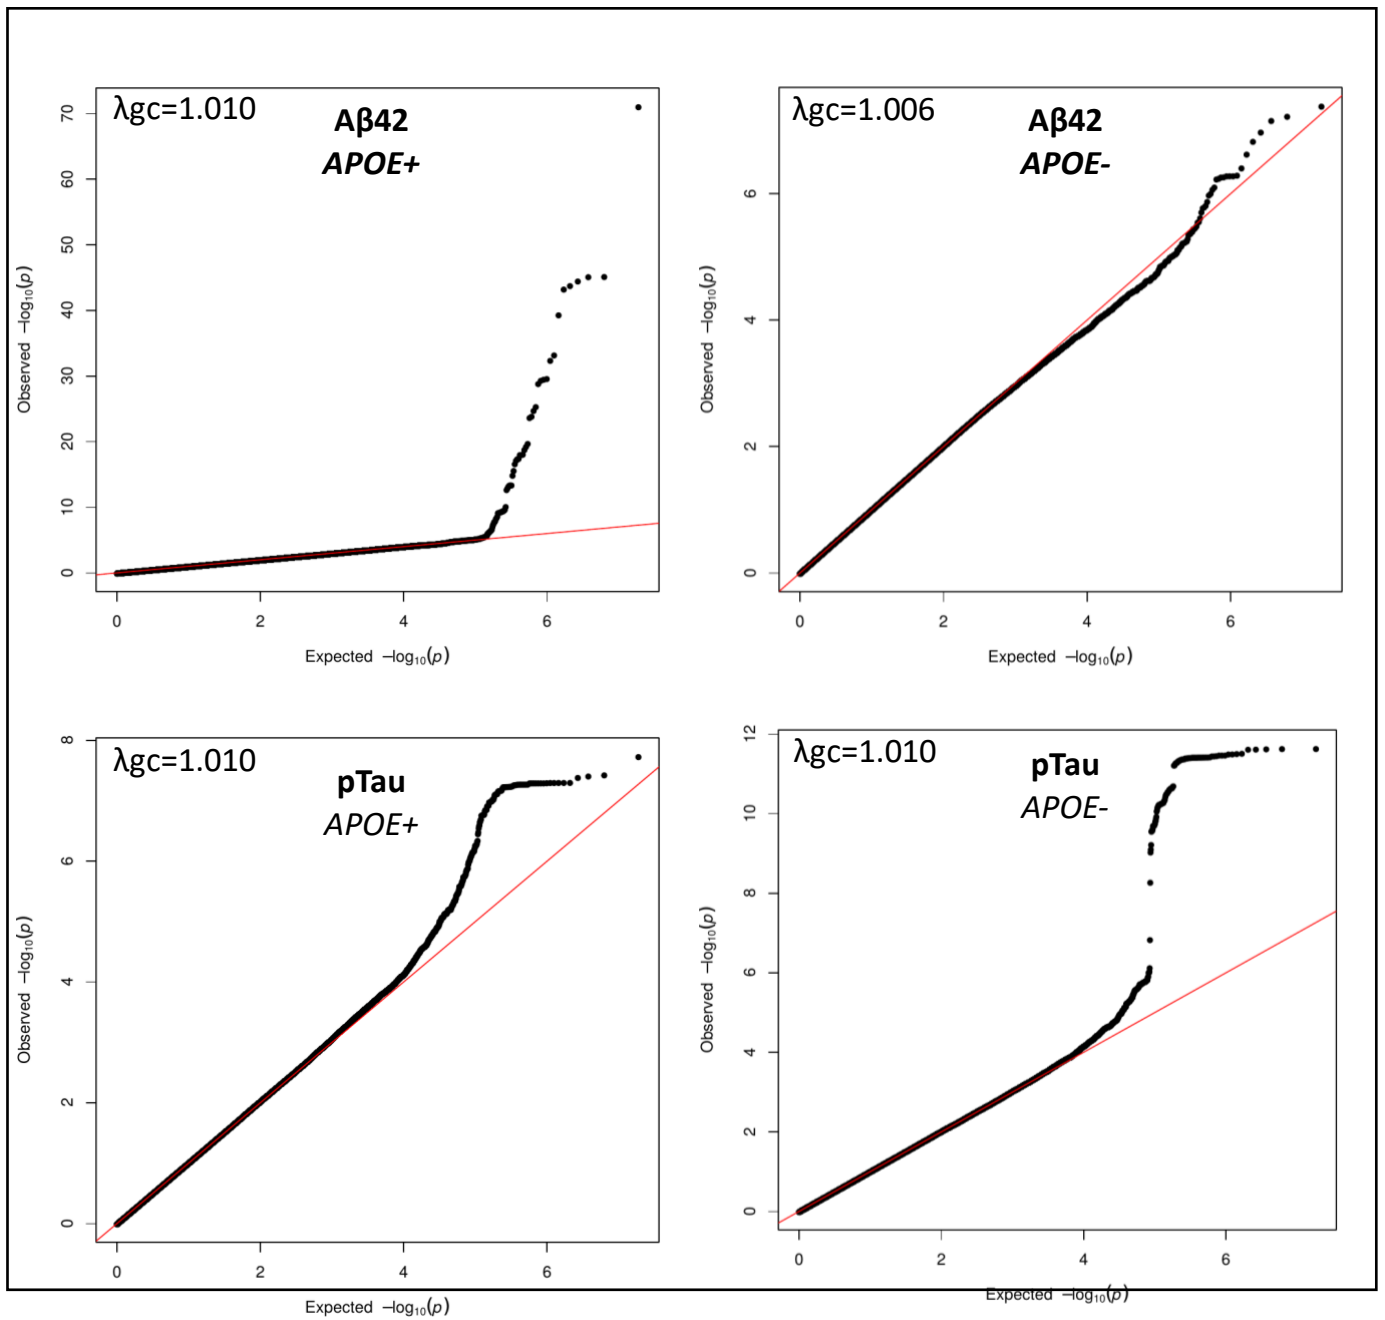 λgc=1.010
Aβ42
APOE+
70
60
50
40
30
20
10
0
Observed −log10(p)
0 2 4 6
Expected −log10(p)
λgc=1.006
Aβ42
APOE-
6
4
2
0
Observed −log10(p)
0 2 4 6
Expected −log10(p)
λgc=1.010
pTau
APOE+
8
6
4
2
0
Observed −log10(p)
0 2 4 6
Expected −log10(p)
λgc=1.010
pTau
APOE-
12
10
8
6
4
2
0
Observed −log10(p)
0 2 4 6
Expected −log10(p)